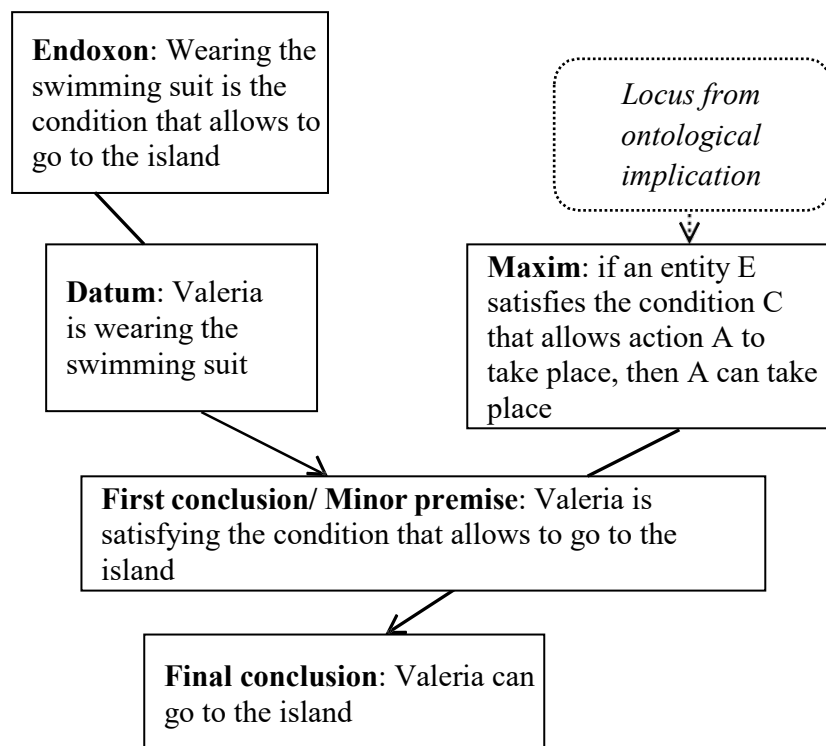 Endoxon: Wearing the
swimming suit is the
condition that allows to
go to the island
Locus from
ontological
implication
Datum: Valeria
is wearing the
swimming suit
Maxim: if an entity E
satisfies the condition C
that allows action A to
take place, then A can take
place
First conclusion/ Minor premise: Valeria is
satisfying the condition that allows to go to the
island
Final conclusion: Valeria can
go to the island